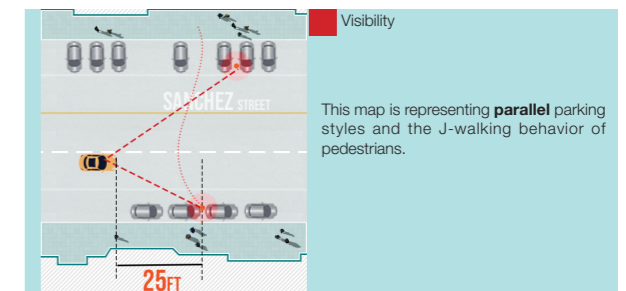 Visibility
SANCHEZ STREET
This map is representing parallel parking
styles and the J-walking behavior of
pedestrians.
25FT